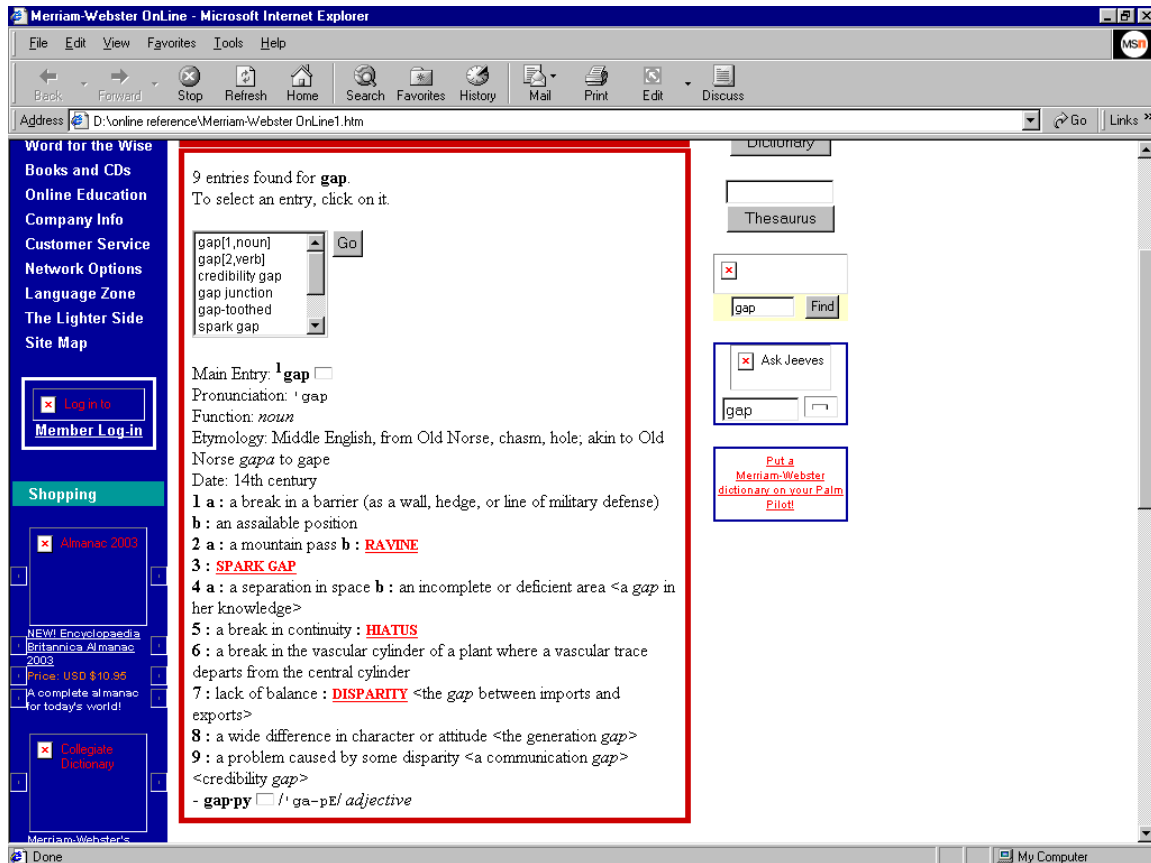 Merriam-Webster OnLine - Microsoft Internet Explorer
File Edit View Favorites Tools Help
msn
Back Forward Stop Refresh Home Search Favorites History Mail Print Edit Discuss
Address D:\online reference\Merriam-Webster OnLine1.htm Go Links »
Word for the Wise
Books and CDs
Online Education
Company Info
Customer Service
Network Options
Language Zone
The Lighter Side
Site Map
Log in to
Member Log-in
Shopping
Almanac 2003
NEW! Encyclopaedia
Britannica Almanac
2003
Price: USD $10.95
A complete almanac
for today's world!
Collegiate
Dictionary
Merriam-Webster's
9 entries found for gap.
To select an entry, click on it.
gap[1,noun]
gap[2,verb]
credibility gap
gap junction
gap-toothed
spark gap
Go
Main Entry: 1gap
Pronunciation: 'gap
Function: noun
Etymology: Middle English, from Old Norse, chasm, hole; akin to Old
Norse gapa to gape
Date: 14th century
1 a : a break in a barrier (as a wall, hedge, or line of military defense)
b : an assailable position
2 a : a mountain pass b : RAVINE
3 : SPARK GAP
4 a : a separation in space b : an incomplete or deficient area <a gap in
her knowledge>
5 : a break in continuity : HIATUS
6 : a break in the vascular cylinder of a plant where a vascular trace
departs from the central cylinder
7 : lack of balance : DISPARITY <the gap between imports and
exports>
8 : a wide difference in character or attitude <the generation gap>
9 : a problem caused by some disparity <a communication gap>
<credibility gap>
- gap·py /'ga-pE/ adjective
Dictionary
Thesaurus
gap Find
Ask Jeeves
gap
Put a
Merriam-Webster
dictionary on your Palm
Pilot!
Done My Computer